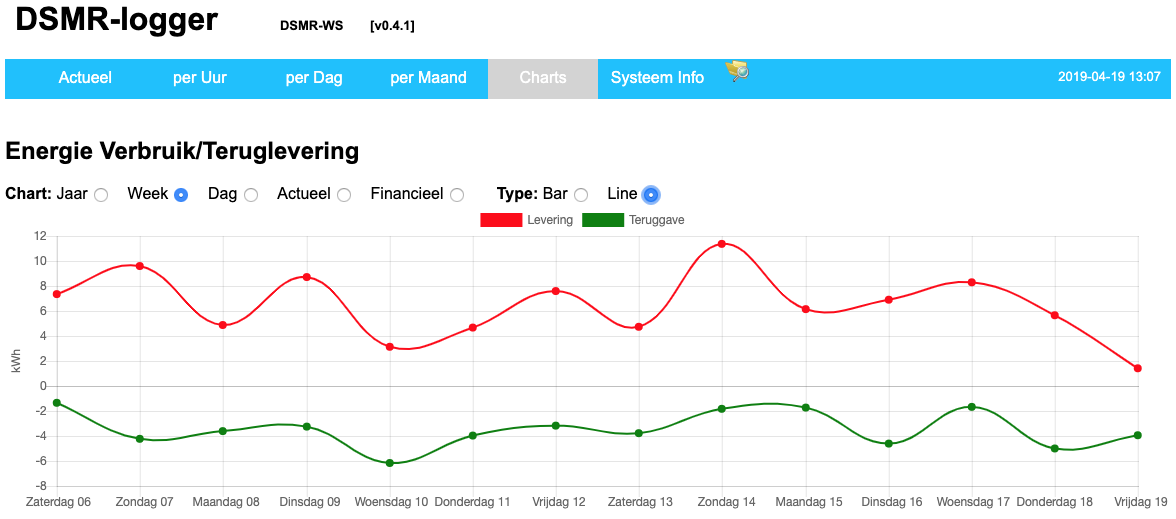 DSMR-logger DSMR-WS [v0.4.1]
Actueel per Uur per Dag per Maand Charts Systeem Info 2019-04-19 13:07
Energie Verbruik/Teruglevering
Chart: Jaar Week Dag Actueel Financieel Type: Bar Line
Levering Teruggave
12
10
8
6
4
2
0
-2
-4
-6
-8
kWh
Zaterdag 06 Zondag 07 Maandag 08 Dinsdag 09 Woensdag 10 Donderdag 11 Vrijdag 12 Zaterdag 13 Zondag 14 Maandag 15 Dinsdag 16 Woensdag 17 Donderdag 18 Vrijdag 19